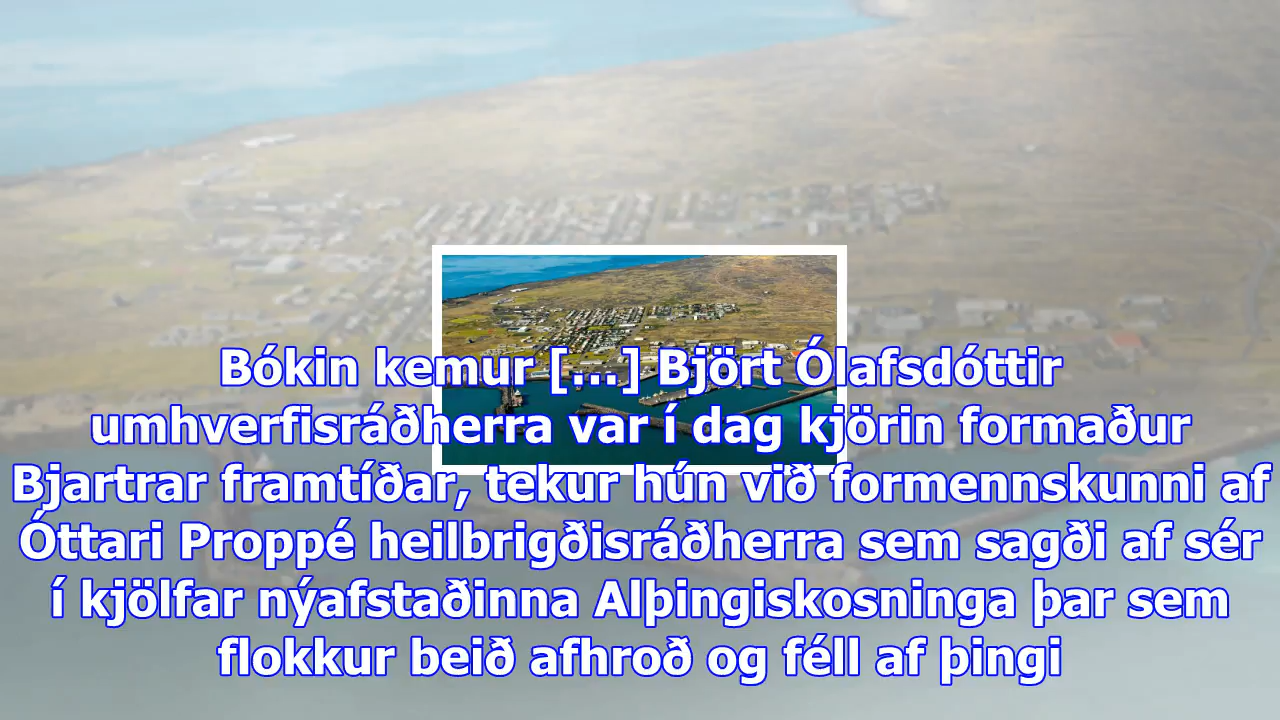 Bókin kemur [...] Björt Ólafsdóttir
umhverfisráðherra var í dag kjörin formaður
Bjartrar framtíðar, tekur hún við formennskunni af
Óttari Proppé heilbrigðisráðherra sem sagði af sér
í kjölfar nýafstaðinna Alþingiskosninga þar sem
flokkur beið afhroð og féll af þingi